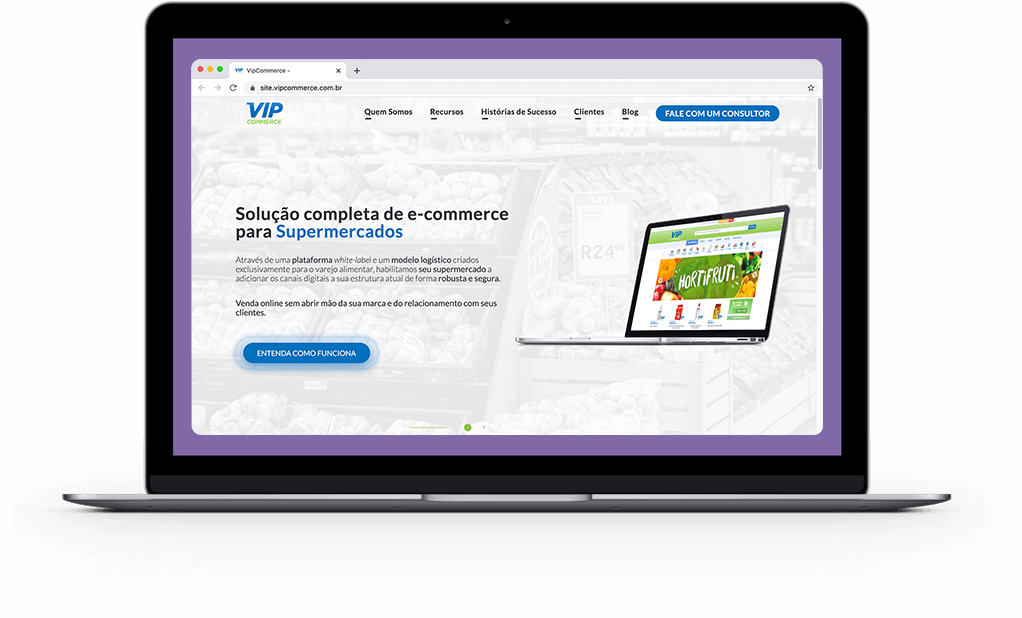 VIP VipCommerce -
site.vipcommerce.com.br
VIP
COMMERCE
Quem Somos Recursos Histórias de Sucesso Clientes Blog FALE COM UM CONSULTOR
SAVE
R24⁹⁹
Solução completa de e-commerce
para Supermercados
Através de uma plataforma white-label e um modelo logístico criados
exclusivamente para o varejo alimentar, habilitamos seu supermercado a
adicionar os canais digitais a sua estrutura atual de forma robusta e segura.
Venda online sem abrir mão da sua marca e do relacionamento com seus
clientes.
ENTENDA COMO FUNCIONA
VIP
HORTIFRUTI